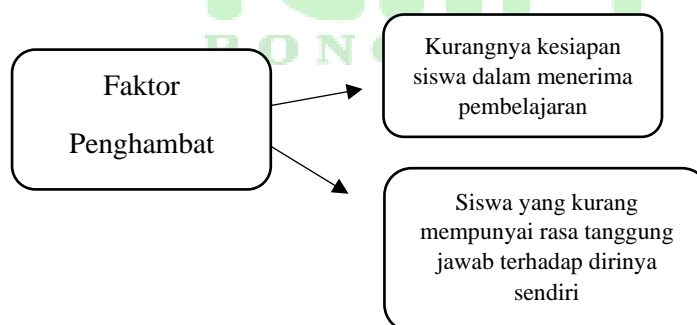 Faktor
Penghambat
Kurangnya kesiapan
siswa dalam menerima
pembelajaran
Siswa yang kurang
mempunyai rasa tanggung
jawab terhadap dirinya
sendiri